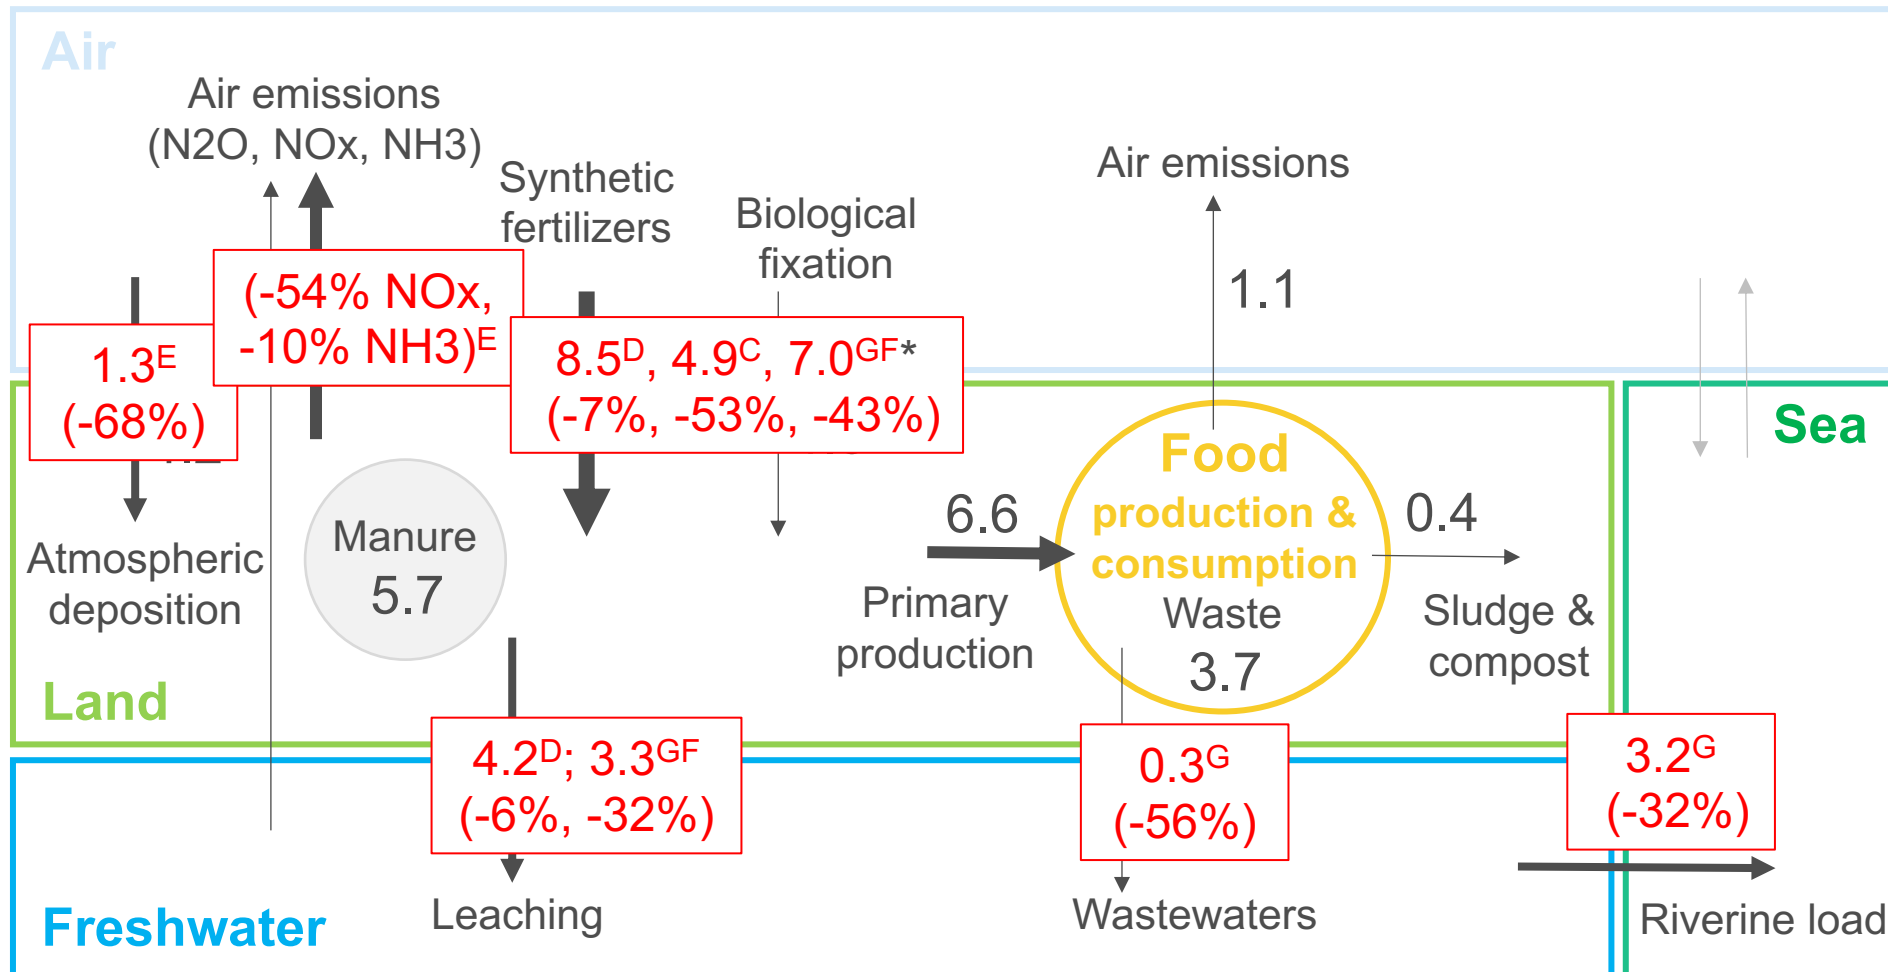 Air
Air emissions
(N2O, NOx, NH3)
Synthetic
fertilizers
Biological
fixation
Air emissions
1.1
(-54% NOx,
-10% NH3)E
1.3E
(-68%)
8.5D, 4.9C, 7.0GF*
(-7%, -53%, -43%)
Sea
Food
production &
consumption
Waste
3.7
Manure
5.7
6.6
Primary
production
0.4
Sludge &
compost
Atmospheric
deposition
Land
4.2D; 3.3GF
(-6%, -32%)
0.3G
(-56%)
3.2G
(-32%)
Leaching
Wastewaters
Riverine load
Freshwater